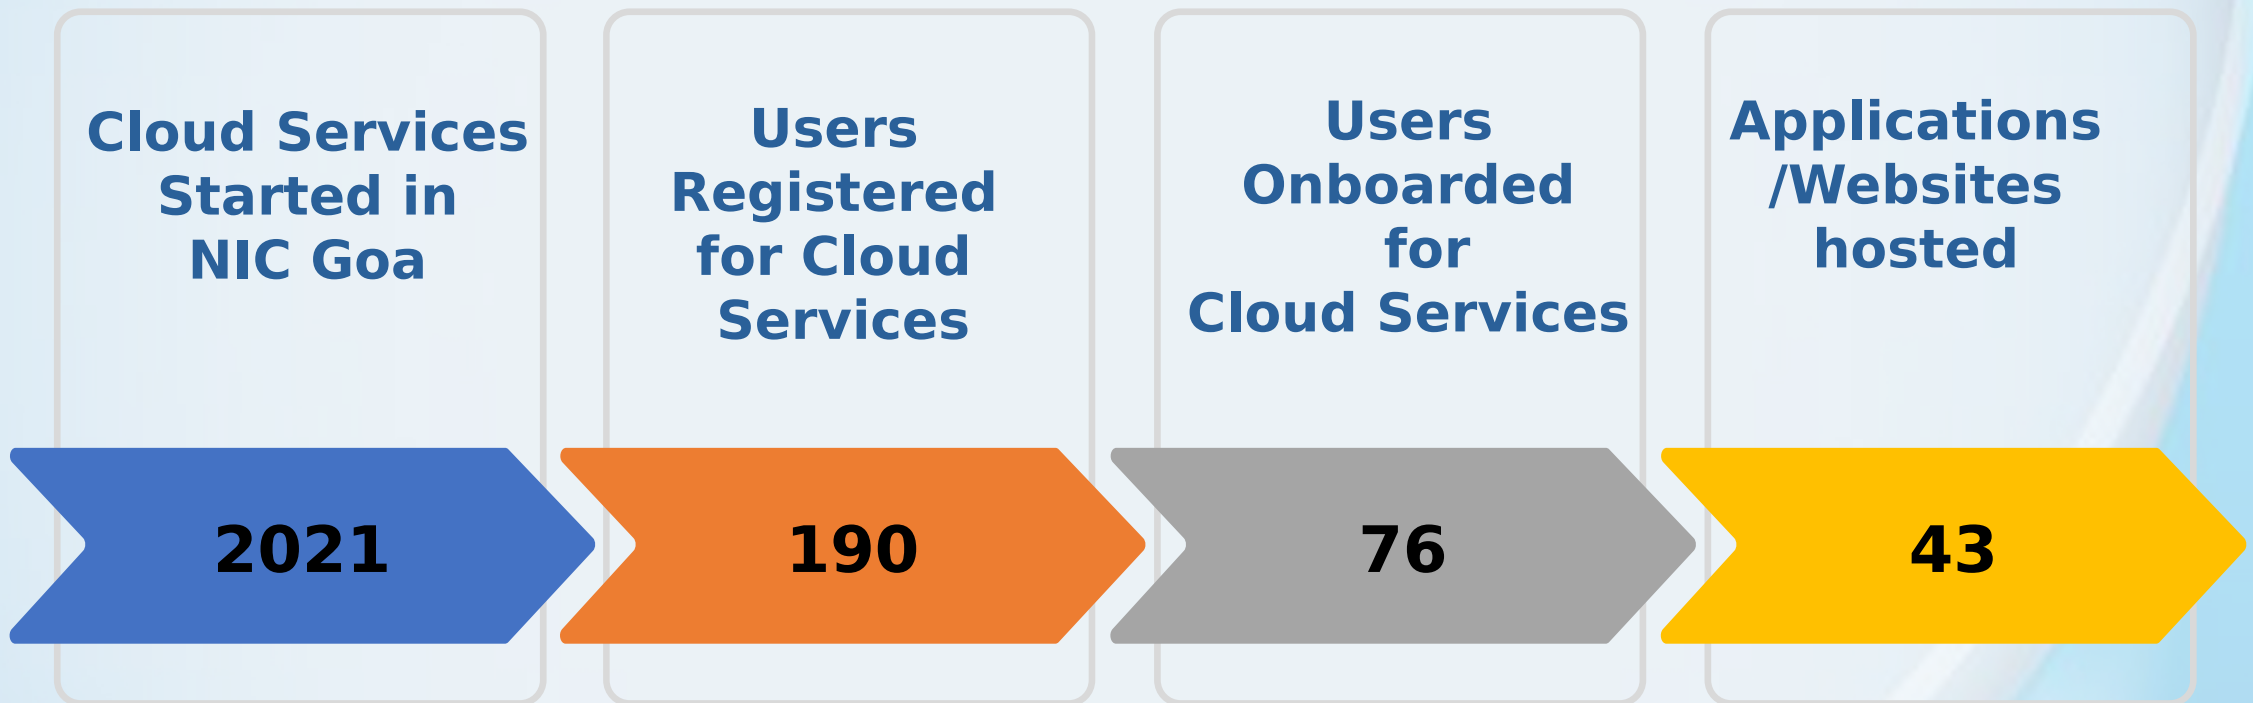 Cloud Services
Started in
NIC Goa
2021
Users
Registered
for Cloud
Services
190
Users
Onboarded
for
Cloud Services
76
Applications
/Websites
hosted
43